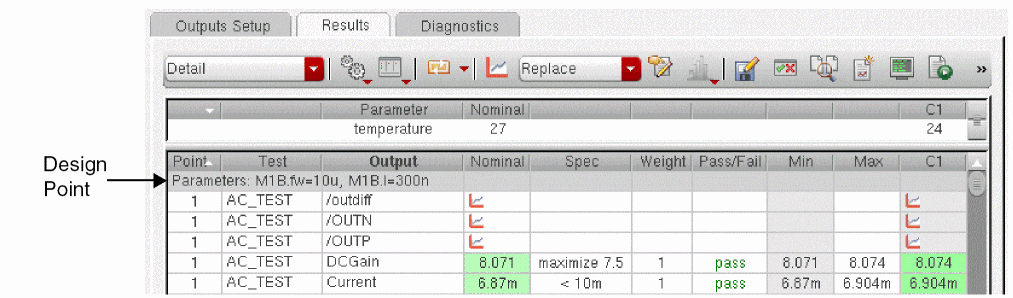 Outputs Setup Results Diagnostics
Detail Replace »
Parameter Nominal C1
temperature 27 24
Design
Point
Point Test Output Nominal Spec Weight Pass/Fail Min Max C1
Parameters: M1B.fw=10u, M1B.l=300n
1 AC_TEST /outdiff
1 AC_TEST /OUTN
1 AC_TEST /OUTP
1 AC_TEST DCGain 8.071 maximize 7.5 1 pass 8.071 8.074 8.074
1 AC_TEST Current 6.87m < 10m 1 pass 6.87m 6.904m 6.904m